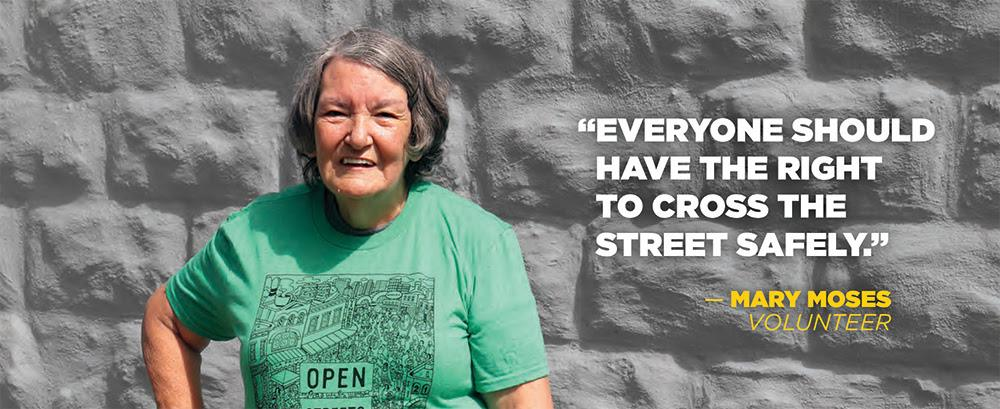 “EVERYONE SHOULD
HAVE THE RIGHT
TO CROSS THE
STREET SAFELY.”
— MARY MOSES
VOLUNTEER
OPEN